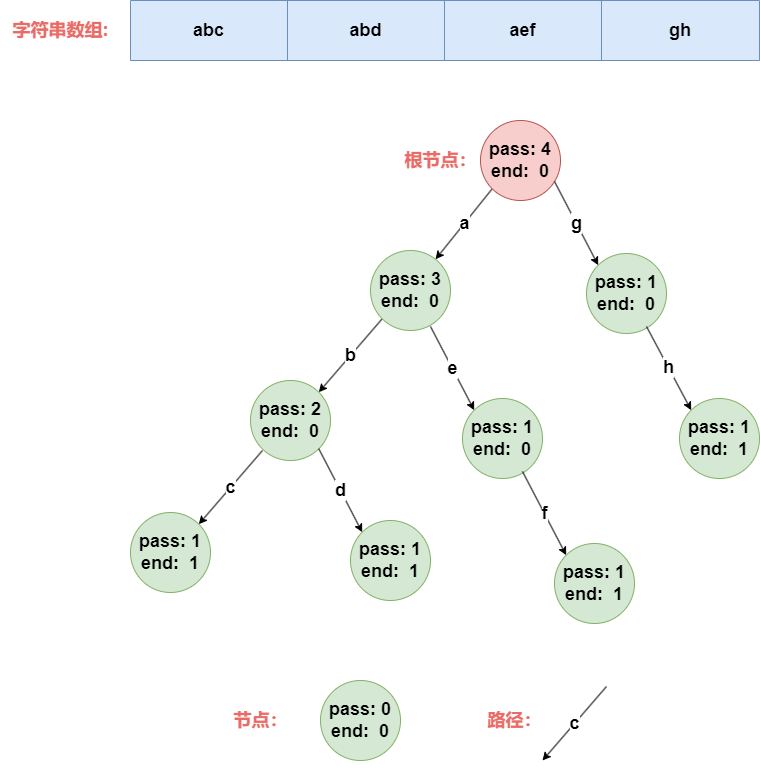 字符串数组:
abc
abd
aef
gh
根节点:
pass: 4
end: 0
a
g
pass: 3
end: 0
pass: 1
end: 0
b
e
h
pass: 2
end: 0
pass: 1
end: 0
pass: 1
end: 1
c
d
f
pass: 1
end: 1
pass: 1
end: 1
pass: 1
end: 1
节点:
pass: 0
end: 0
路径:
c